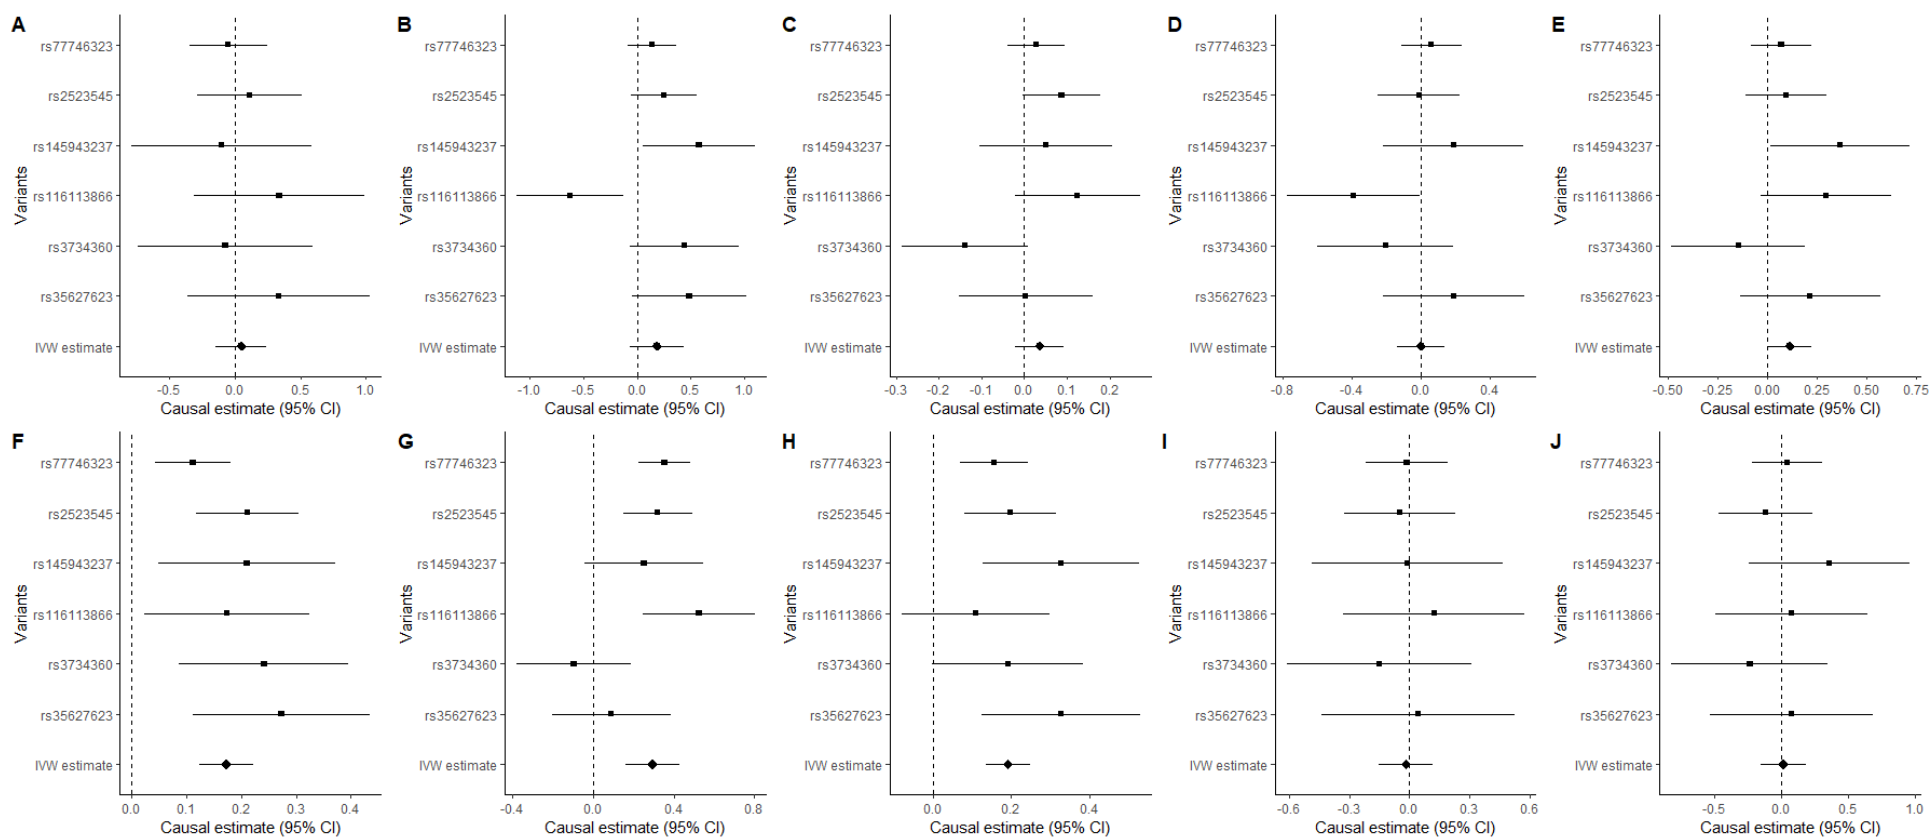 A
Variants
rs77746323
rs2523545
rs145943237
rs116113866
rs3734360
rs35627623
IVW estimate
-0.5 0.0 0.5 1.0
Causal estimate (95% CI)
B
Variants
rs77746323
rs2523545
rs145943237
rs116113866
rs3734360
rs35627623
IVW estimate
-1.0 -0.5 0.0 0.5 1.0
Causal estimate (95% CI)
C
Variants
rs77746323
rs2523545
rs145943237
rs116113866
rs3734360
rs35627623
IVW estimate
-0.3 -0.2 -0.1 0.0 0.1 0.2
Causal estimate (95% CI)
D
Variants
rs77746323
rs2523545
rs145943237
rs116113866
rs3734360
rs35627623
IVW estimate
-0.8 -0.4 0.0 0.4
Causal estimate (95% CI)
E
Variants
rs77746323
rs2523545
rs145943237
rs116113866
rs3734360
rs35627623
IVW estimate
-0.50 -0.25 0.00 0.25 0.50 0.75
Causal estimate (95% CI)
F
Variants
rs77746323
rs2523545
rs145943237
rs116113866
rs3734360
rs35627623
IVW estimate
0.0 0.1 0.2 0.3 0.4
Causal estimate (95% CI)
G
Variants
rs77746323
rs2523545
rs145943237
rs116113866
rs3734360
rs35627623
IVW estimate
-0.4 0.0 0.4 0.8
Causal estimate (95% CI)
H
Variants
rs77746323
rs2523545
rs145943237
rs116113866
rs3734360
rs35627623
IVW estimate
0.0 0.2 0.4
Causal estimate (95% CI)
I
Variants
rs77746323
rs2523545
rs145943237
rs116113866
rs3734360
rs35627623
IVW estimate
-0.6 -0.3 0.0 0.3 0.6
Causal estimate (95% CI)
J
Variants
rs77746323
rs2523545
rs145943237
rs116113866
rs3734360
rs35627623
IVW estimate
-0.5 0.0 0.5 1.0
Causal estimate (95% CI)